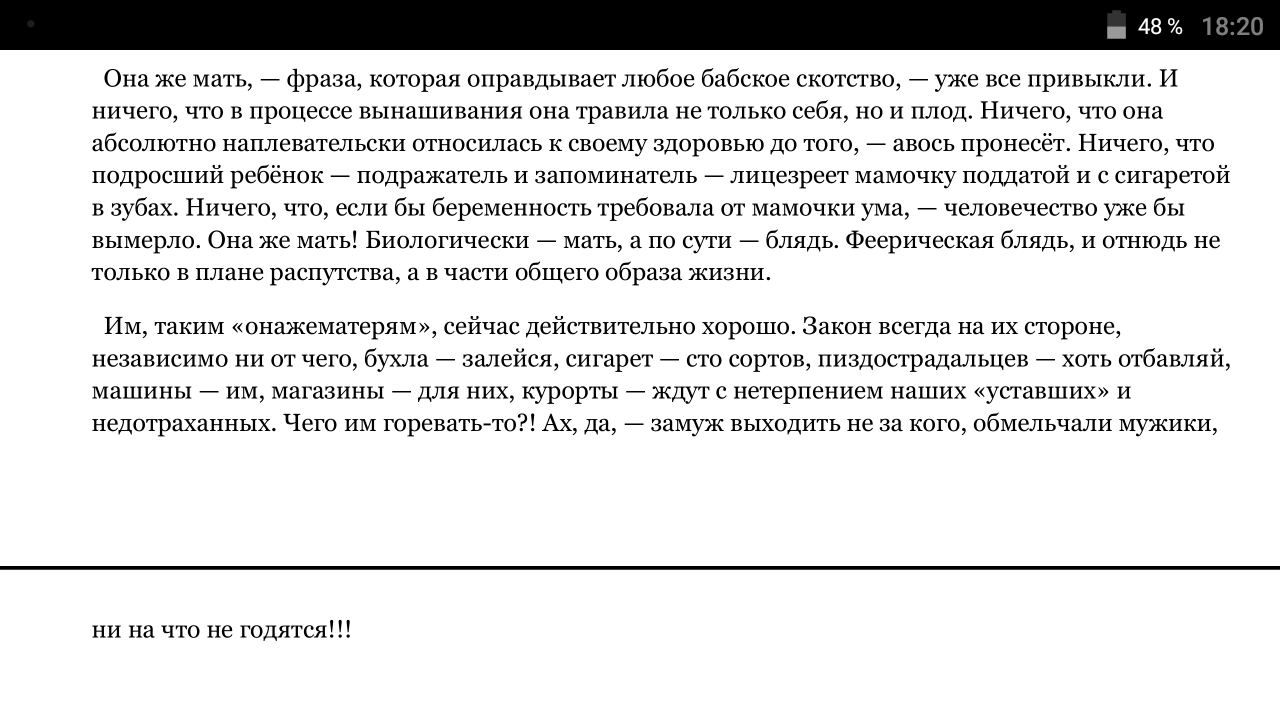 48 % 18:20
Она же мать, — фраза, которая оправдывает любое бабское скотство, — уже все привыкли. И
ничего, что в процессе вынашивания она травила не только себя, но и плод. Ничего, что она
абсолютно наплевательски относилась к своему здоровью до того, — авось пронесёт. Ничего, что
подросший ребёнок — подражатель и запоминатель — лицезреет мамочку поддатой и с сигаретой
в зубах. Ничего, что, если бы беременность требовала от мамочки ума, — человечество уже бы
вымерло. Она же мать! Биологически — мать, а по сути — блядь. Феерическая блядь, и отнюдь не
только в плане распутства, а в части общего образа жизни.
Им, таким «онажематерям», сейчас действительно хорошо. Закон всегда на их стороне,
независимо ни от чего, бухла — залейся, сигарет — сто сортов, пиздострадальцев — хоть отбавляй,
машины — им, магазины — для них, курорты — ждут с нетерпением наших «уставших» и
недотраханных. Чего им горевать-то?! Ах, да, — замуж выходить не за кого, обмельчали мужики,
ни на что не годятся!!!